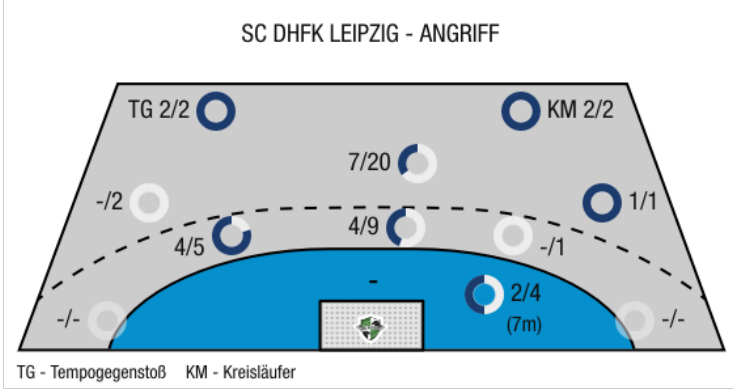 SC DHFK LEIPZIG - ANGRIFF
TG 2/2
KM 2/2
7/20
-/2
1/1
4/5
4/9
-/1
-
2/4
(7m)
-/-
-/-
TG - Tempogegenstoß KM - Kreisläufer